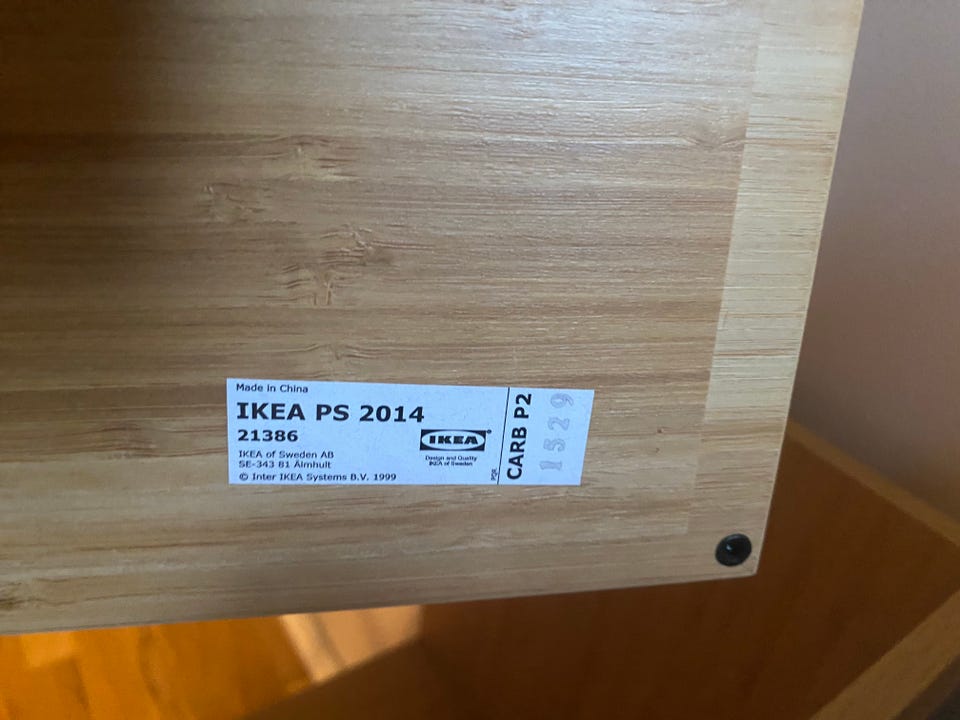 Made in China
IKEA PS 2014
21386
IKEA of Sweden AB
SE-343 81 Älmhult
© Inter IKEA Systems B.V. 1999
IKEA
Design and Quality
IKEA of Sweden
PQR
CARB P2
1529